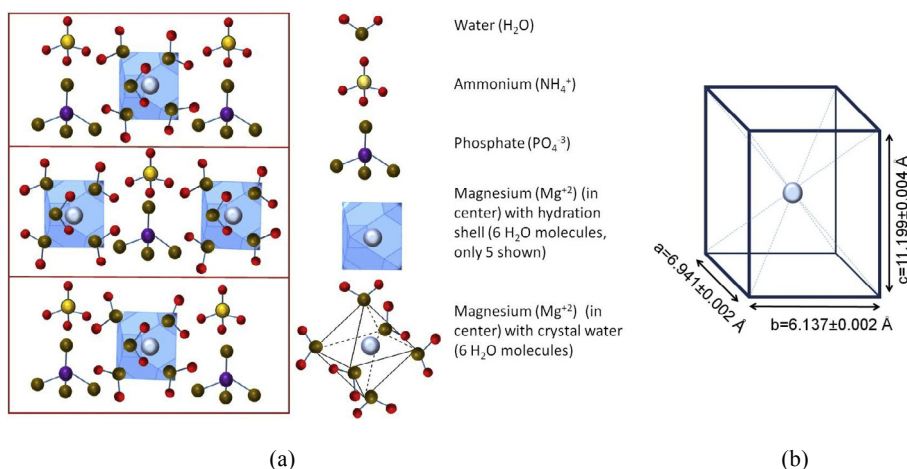 Water (H₂O)
Ammonium (NH₄⁺)
Phosphate (PO₄⁻³)
Magnesium (Mg⁺²) (in
center) with hydration
shell (6 H₂O molecules,
only 5 shown)
Magnesium (Mg⁺²) (in
center) with crystal water
(6 H₂O molecules)
a=6.941±0.002 Å
b=6.137±0.002 Å
c=11.199±0.004 Å
(a)
(b)